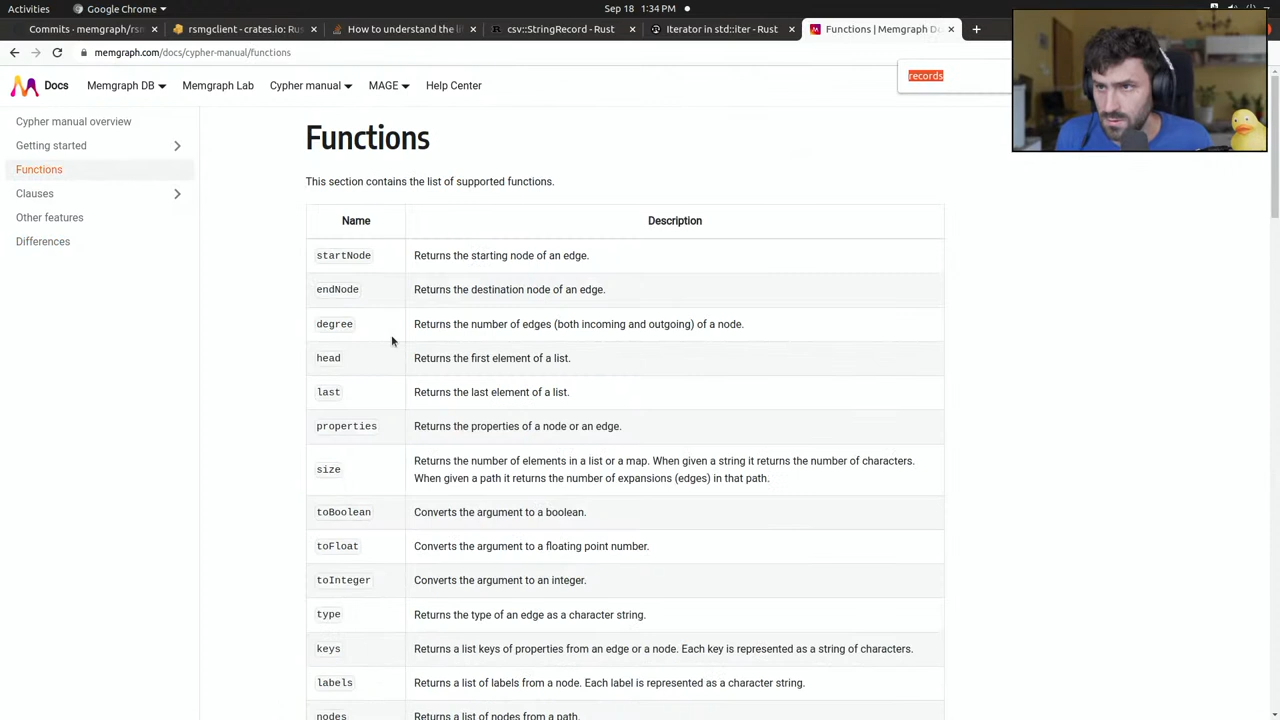 Activities
Google Chrome
Sep 18 1:34 PM
Commits · memgraph/rsm
rsmgclient - crates.io: Rus
How to understand the li
csv::StringRecord - Rust
Iterator in std::iter - Rust
Functions | Memgraph Do
memgraph.com/docs/cypher-manual/functions
records
Docs
Memgraph DB
Memgraph Lab
Cypher manual
MAGE
Help Center
Cypher manual overview
Getting started
Functions
Clauses
Other features
Differences
Functions
This section contains the list of supported functions.
Name Description
startNode Returns the starting node of an edge.
endNode Returns the destination node of an edge.
degree Returns the number of edges (both incoming and outgoing) of a node.
head Returns the first element of a list.
last Returns the last element of a list.
properties Returns the properties of a node or an edge.
size Returns the number of elements in a list or a map. When given a string it returns the number of characters.
When given a path it returns the number of expansions (edges) in that path.
toBoolean Converts the argument to a boolean.
toFloat Converts the argument to a floating point number.
toInteger Converts the argument to an integer.
type Returns the type of an edge as a character string.
keys Returns a list keys of properties from an edge or a node. Each key is represented as a string of characters.
labels Returns a list of labels from a node. Each label is represented as a character string.
nodes Returns a list of nodes from a path.